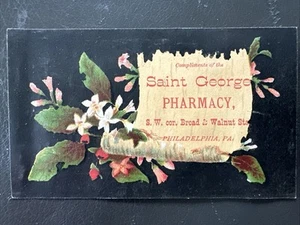 Compliments of the
Saint George
PHARMACY,
S. W. cor. Broad & Walnut Sts.
PHILADELPHIA, PA.